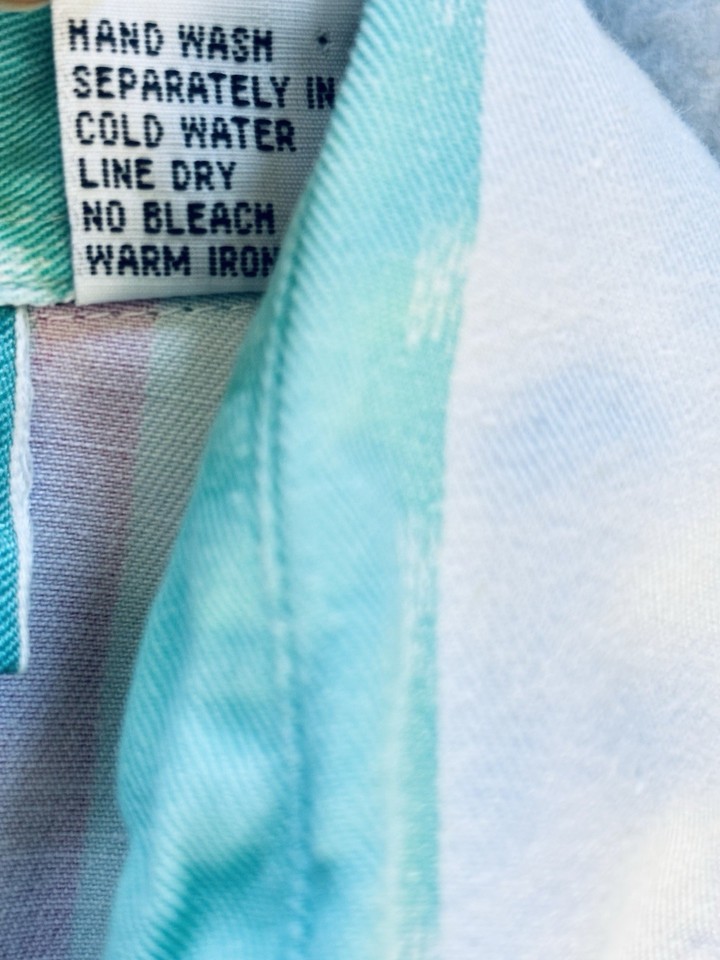 HAND WASH
SEPARATELY IN
COLD WATER
LINE DRY
NO BLEACH
WARM IRON